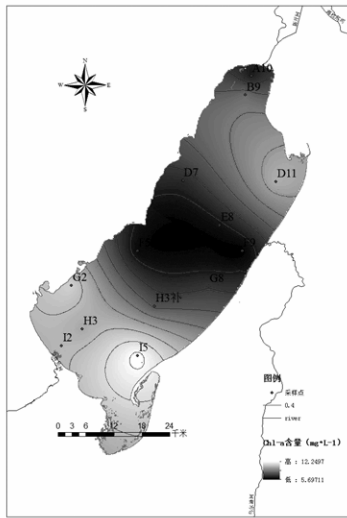 N
W E
S
A10
B9
D11
D7
E8
G8
G2
H3补
H3
I2
I5
图例
采样点
0.4
river
0 3 6 12 18 24
千米
Chl-a含量（mg*L-1）
高：12.2497
低：5.69711